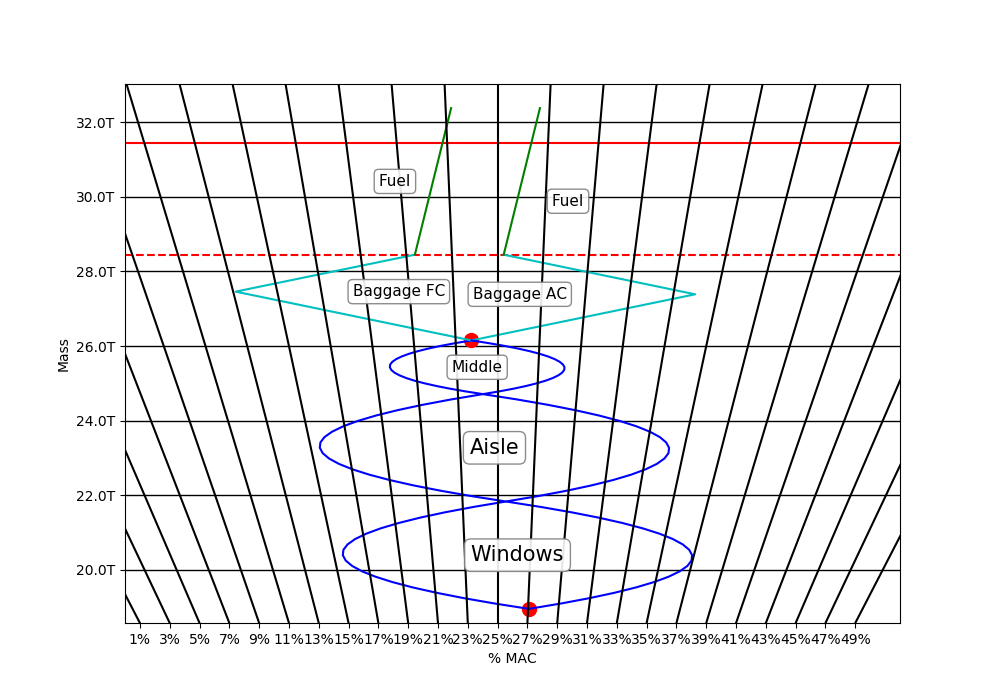 32.0T
30.0T
28.0T
26.0T
24.0T
22.0T
20.0T
Mass
Fuel
Fuel
Baggage FC
Baggage AC
Middle
Aisle
Windows
1% 3% 5% 7% 9% 11% 13% 15% 17% 19% 21% 23% 25% 27% 29% 31% 33% 35% 37% 39% 41% 43% 45% 47% 49%
% MAC